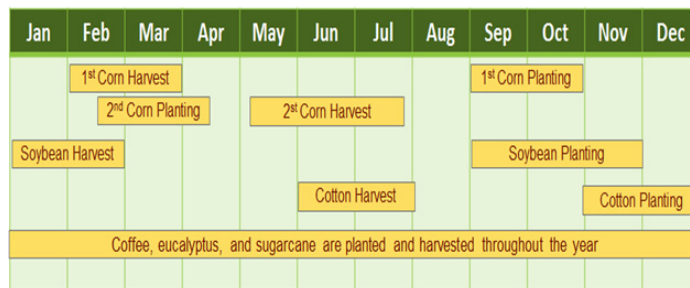 Jan Feb Mar Apr May Jun Jul Aug Sep Oct Nov Dec
1st Corn Harvest 1st Corn Planting
2nd Corn Planting 2st Corn Harvest
Soybean Harvest Soybean Planting
Cotton Harvest Cotton Planting
Coffee, eucalyptus, and sugarcane are planted and harvested throughout the year